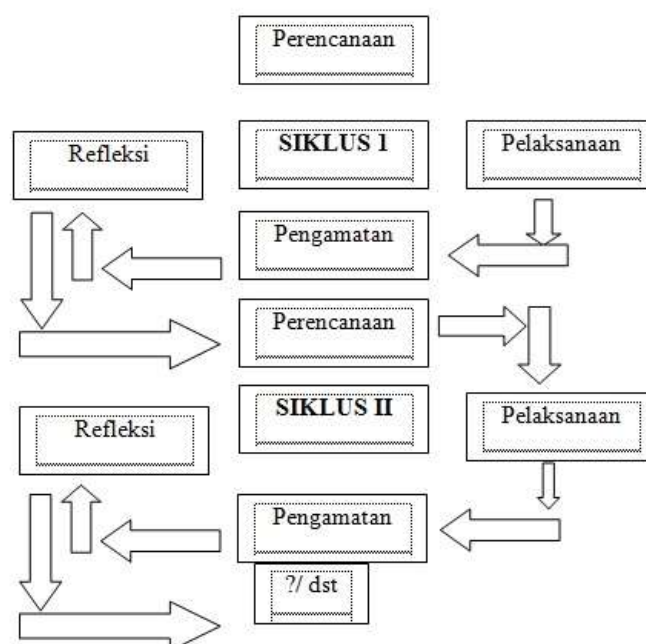 Perencanaan
Refleksi
SIKLUS 1
Pelaksanaan
Pengamatan
Perencanaan
Refleksi
SIKLUS II
Pelaksanaan
Pengamatan
?/ dst